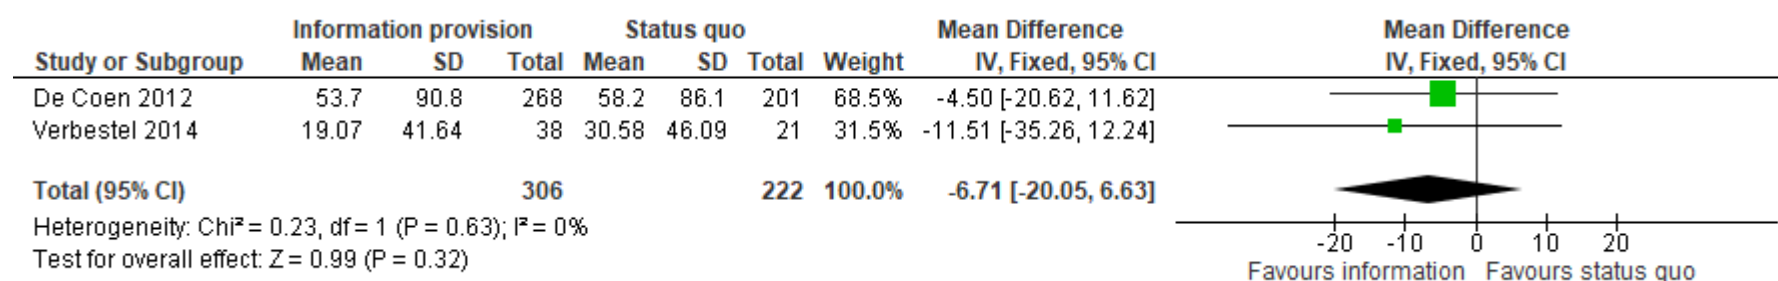 Information provision Status quo Mean Difference Mean Difference
Study or Subgroup Mean SD Total Mean SD Total Weight IV, Fixed, 95% CI IV, Fixed, 95% CI
De Coen 2012 53.7 90.8 268 58.2 86.1 201 68.5% -4.50 [-20.62, 11.62]
Verbestel 2014 19.07 41.64 38 30.58 46.09 21 31.5% -11.51 [-35.26, 12.24]
Total (95% CI) 306 222 100.0% -6.71 [-20.05, 6.63]
Heterogeneity: Chi² = 0.23, df = 1 (P = 0.63); I² = 0%
Test for overall effect: Z = 0.99 (P = 0.32)
-20 -10 0 10 20
Favours information Favours status quo